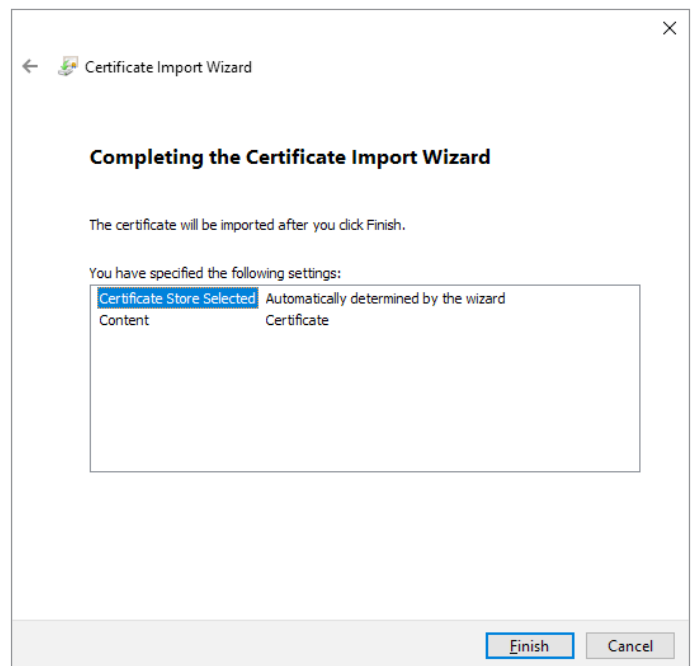 Certificate Import Wizard
Completing the Certificate Import Wizard
The certificate will be imported after you click Finish.
You have specified the following settings:
Certificate Store Selected Automatically determined by the wizard
Content Certificate
Finish Cancel